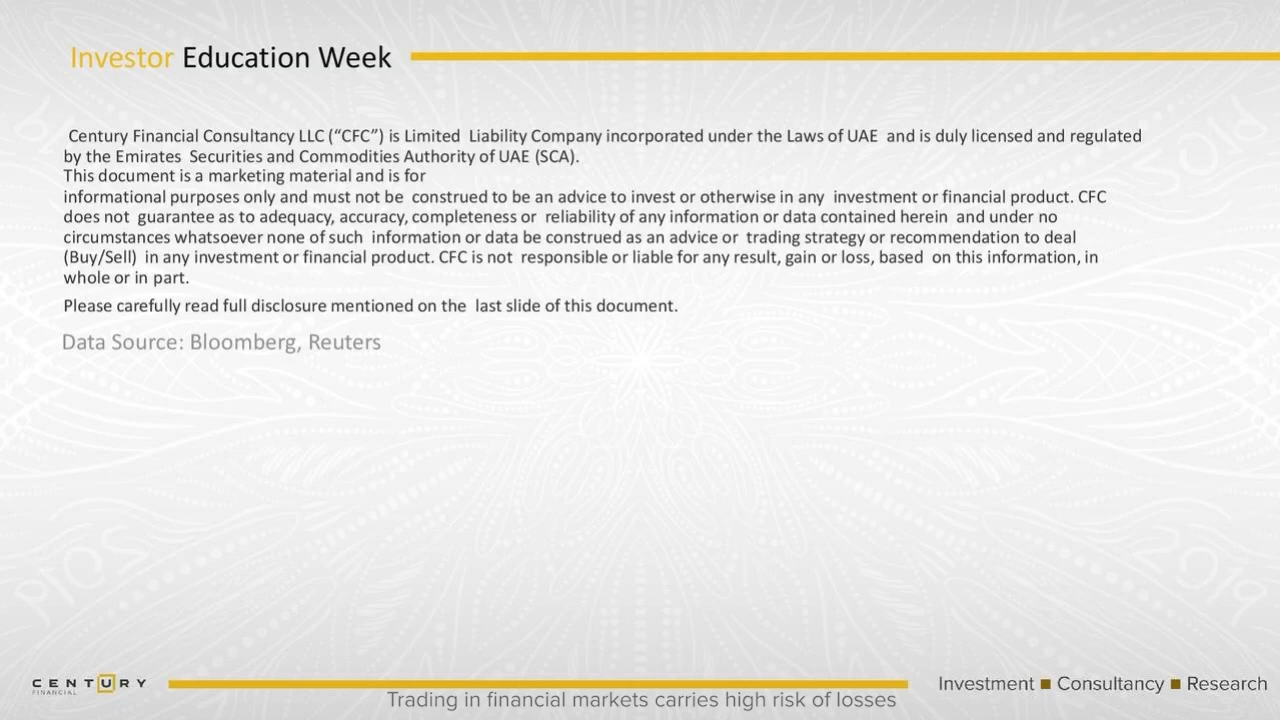 Investor Education Week
Century Financial Consultancy LLC (“CFC”) is Limited Liability Company incorporated under the Laws of UAE and is duly licensed and regulated
by the Emirates Securities and Commodities Authority of UAE (SCA).
This document is a marketing material and is for
informational purposes only and must not be construed to be an advice to invest or otherwise in any investment or financial product. CFC
does not guarantee as to adequacy, accuracy, completeness or reliability of any information or data contained herein and under no
circumstances whatsoever none of such information or data be construed as an advice or trading strategy or recommendation to deal
(Buy/Sell) in any investment or financial product. CFC is not responsible or liable for any result, gain or loss, based on this information, in
whole or in part.
Please carefully read full disclosure mentioned on the last slide of this document.
Data Source: Bloomberg, Reuters
2019
CENTURY
FINANCIAL
Trading in financial markets carries high risk of losses
Investment ■ Consultancy ■ Research